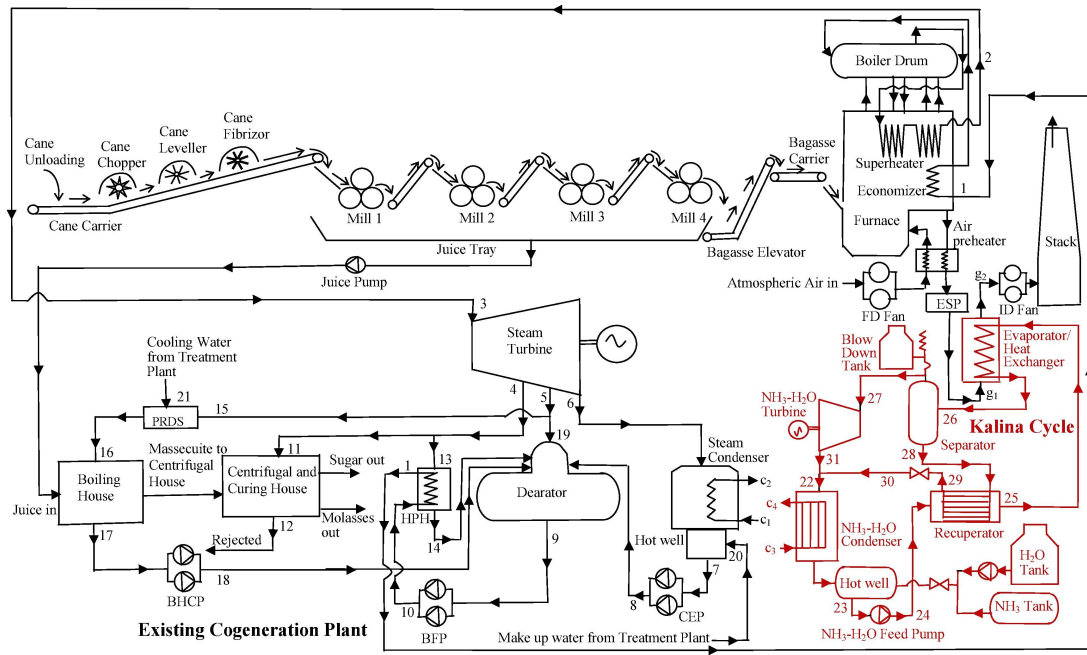 Boiler Drum
2
Cane
Unloading
Cane
Chopper
Cane
Leveller
Cane
Fibrizor
Cane Carrier
Mill 1
Mill 2
Mill 3
Mill 4
Juice Tray
Juice Pump
Bagasse Elevator
Bagasse
Carrier
Superheater
Economizer
1
Furnace
Air
preheater
Atmospheric Air in
FD Fan
ESP
g2
ID Fan
Stack
3
Steam
Turbine
4
5
6
Cooling Water
from Treatment
Plant
21
PRDS
15
16
Massecuite to
Centrifugal
House
11
Sugar out
Boiling
House
Centrifugal and
Curing House
Molasses
out
Juice in
17
12
Rejected
BHCP
18
1
13
HPH
14
19
Dearator
9
10
BFP
Steam
Condenser
c2
c1
Hot well
20
7
8
CEP
Make up water from Treatment Plant
Existing Cogeneration Plant
Blow
Down
Tank
Evaporator/
Heat
Exchanger
g1
NH3-H2O
Turbine
27
26
Kalina Cycle
Separator
28
31
22
30
29
25
c4
c3
NH3-H2O
Condenser
Recuperator
Hot well
23
24
NH3-H2O Feed Pump
H2O
Tank
NH3 Tank